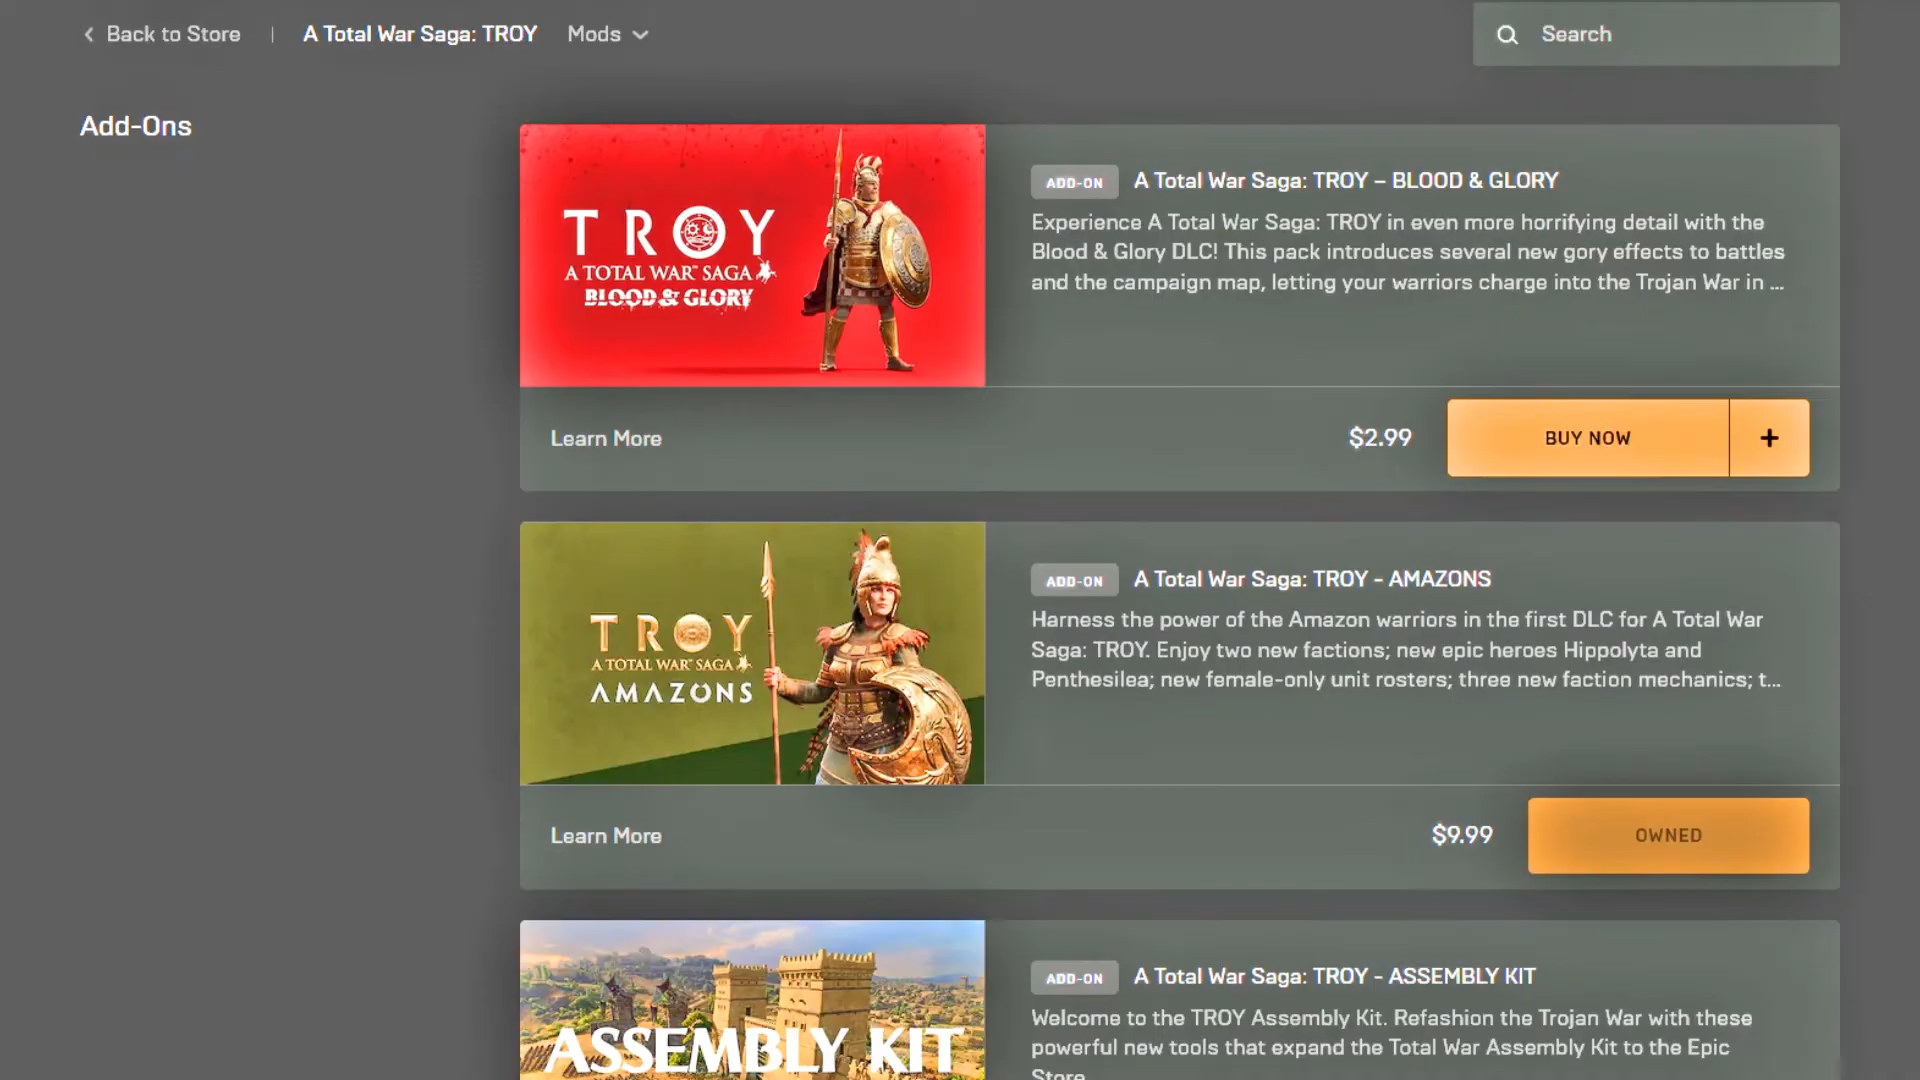 Back to Store
A Total War Saga: TROY
Mods
Search
Add-Ons
TROY
A TOTAL WAR SAGA
BLOOD & GLORY
ADD-ON
A Total War Saga: TROY – BLOOD & GLORY
Experience A Total War Saga: TROY in even more horrifying detail with the
Blood & Glory DLC! This pack introduces several new gory effects to battles
and the campaign map, letting your warriors charge into the Trojan War in ...
Learn More
$2.99
BUY NOW
+
TROY
A TOTAL WAR SAGA
AMAZONS
ADD-ON
A Total War Saga: TROY - AMAZONS
Harness the power of the Amazon warriors in the first DLC for A Total War
Saga: TROY. Enjoy two new factions; new epic heroes Hippolyta and
Penthesilea; new female-only unit rosters; three new faction mechanics; t...
Learn More
$9.99
OWNED
ASSEMBLY KIT
ADD-ON
A Total War Saga: TROY - ASSEMBLY KIT
Welcome to the TROY Assembly Kit. Refashion the Trojan War with these
powerful new tools that expand the Total War Assembly Kit to the Epic
Store